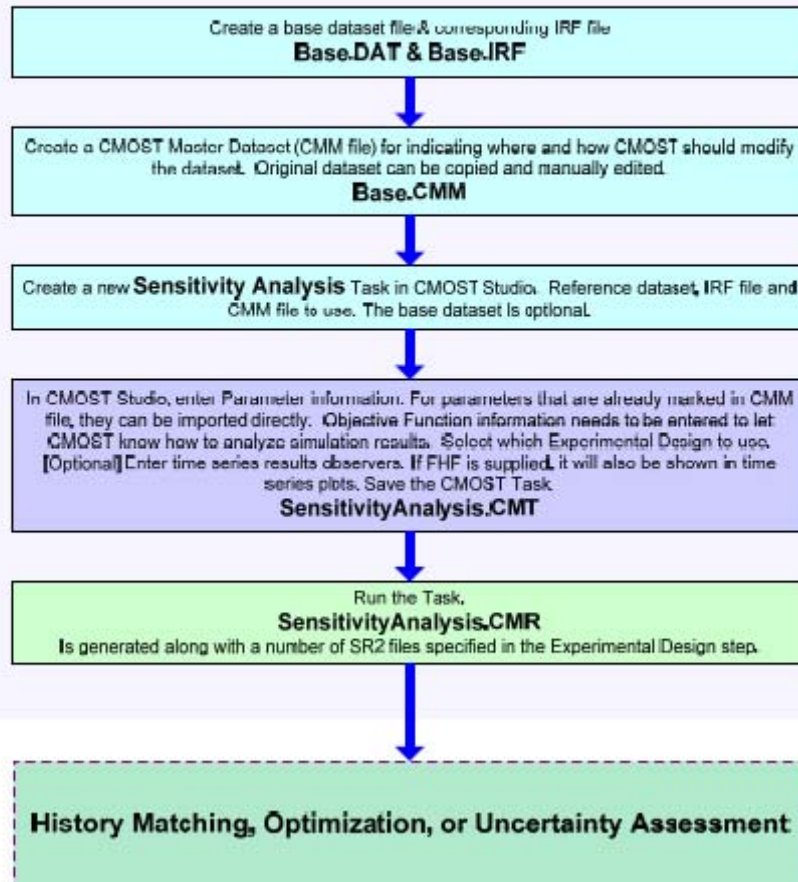 Create a base dataset file & corresponding IRF file
Base.DAT & Base.IRF
Create a CMOST Master Dataset (CMM file) for indicating where and how CMOST should modify
the dataset. Original dataset can be copied and manually edited.
Base.CMM
Create a new Sensitivity Analysis Task in CMOST Studio. Reference dataset, IRF file and
CMM file to use. The base dataset is optional.
In CMOST Studio, enter Parameter information. For parameters that are already marked in CMM
file, they can be imported directly. Objective Function information needs to be entered to let
CMOST know how to analyze simulation results. Select which Experimental Design to use.
[Optional] Enter time series results observers. If FHF is supplied, it will also be shown in time
series plots. Save the CMOST Task
SensitivityAnalysis.CMT
Run the Task.
SensitivityAnalysis.CMR
Is generated along with a number of SR2 files specified in the Experimental Design step.
History Matching, Optimization, or Uncertainty Assessment